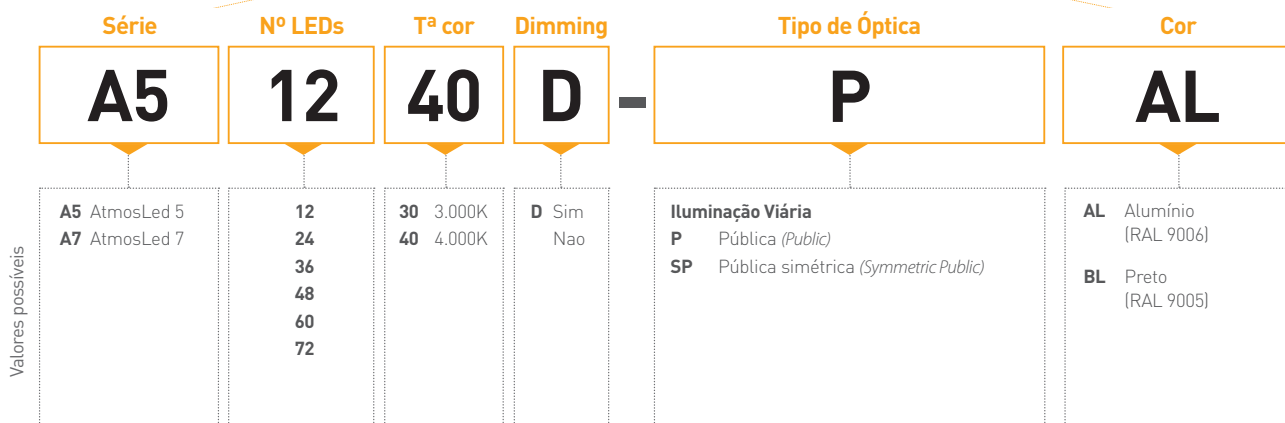 Série
Nº LEDs
Tª cor
Dimming
Tipo de Óptica
Cor
A5
12
40
D
-
P
AL
Valores possíveis
A5 AtmosLed 5
A7 AtmosLed 7
12
24
36
48
60
72
30 3.000K
40 4.000K
D Sim
Nao
Iluminação Viária
P Pública (Public)
SP Pública simétrica (Symmetric Public)
AL Alumínio
(RAL 9006)
BL Preto
(RAL 9005)